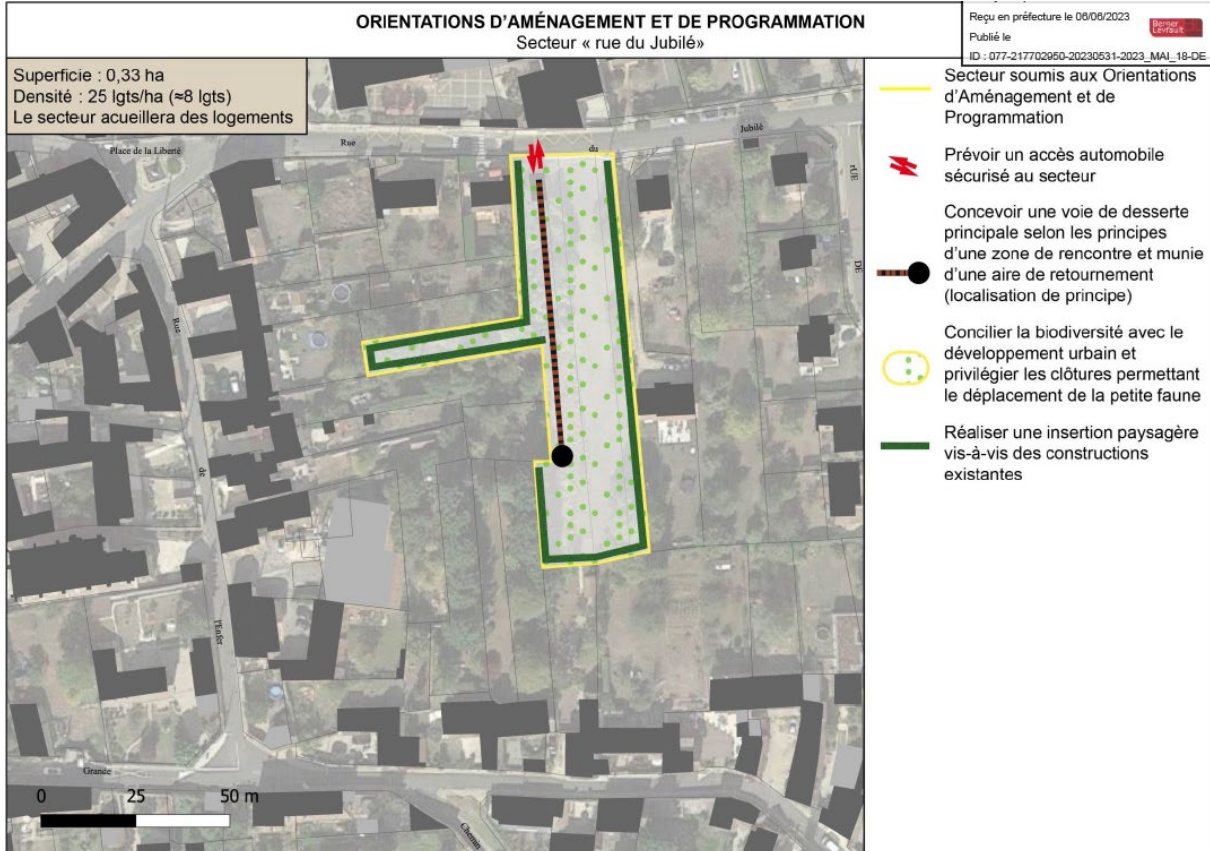 ORIENTATIONS D'AMÉNAGEMENT ET DE PROGRAMMATION
Secteur « rue du Jubilé»
Reçu en préfecture le 06/06/2023
Publié le
Berger
Levrault
ID : 077-217702950-20230531-2023_MAI_18-DE
Superficie : 0,33 ha
Densité : 25 lgts/ha (≈8 lgts)
Le secteur acueillera des logements
Place de la Liberté
Rue
du
Jubilé
rUE
DE
Rue
de
l'Enfer
Grande
Chemin
0 25 50 m
Secteur soumis aux Orientations
d'Aménagement et de
Programmation
Prévoir un accès automobile
sécurisé au secteur
Concevoir une voie de desserte
principale selon les principes
d'une zone de rencontre et munie
d'une aire de retournement
(localisation de principe)
Concilier la biodiversité avec le
développement urbain et
privilégier les clôtures permettant
le déplacement de la petite faune
Réaliser une insertion paysagère
vis-à-vis des constructions
existantes